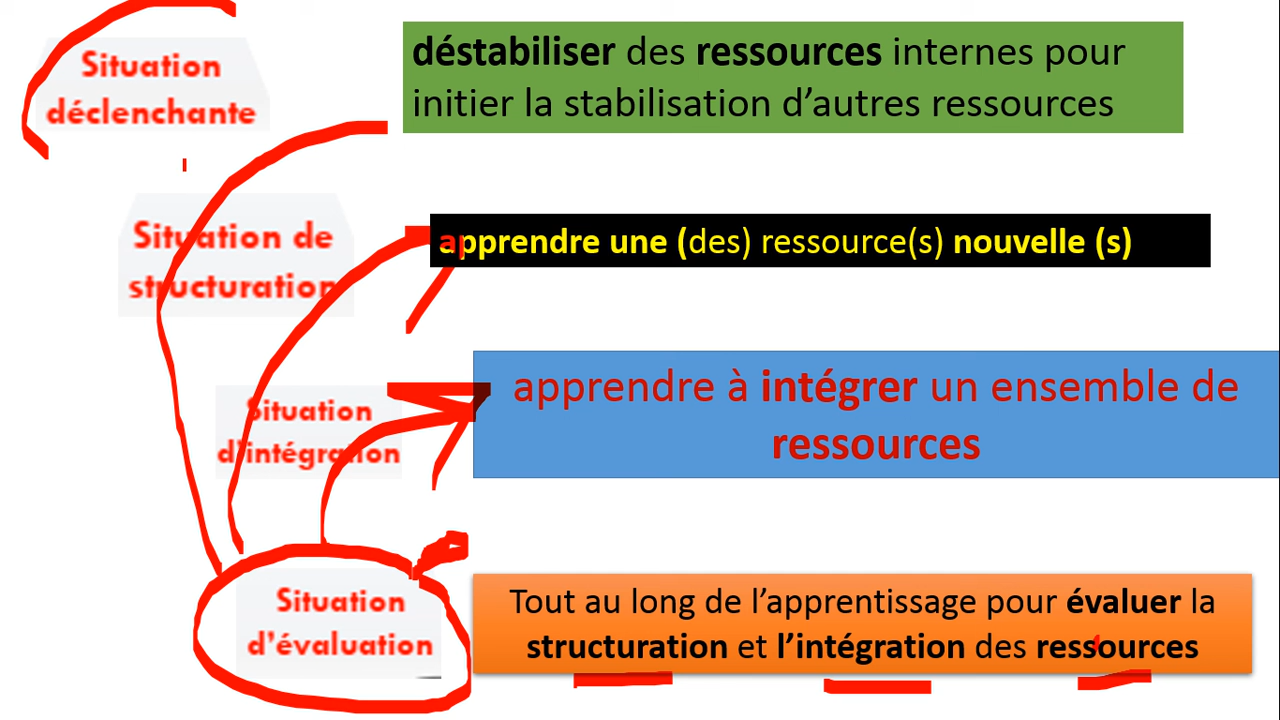 Situation
déclenchante
déstabiliser des ressources internes pour
initier la stabilisation d’autres ressources
Situation de
structuration
apprendre une (des) ressource(s) nouvelle (s)
Situation
d’intégration
apprendre à intégrer un ensemble de
ressources
Situation
d’évaluation
Tout au long de l’apprentissage pour évaluer la
structuration et l’intégration des ressources